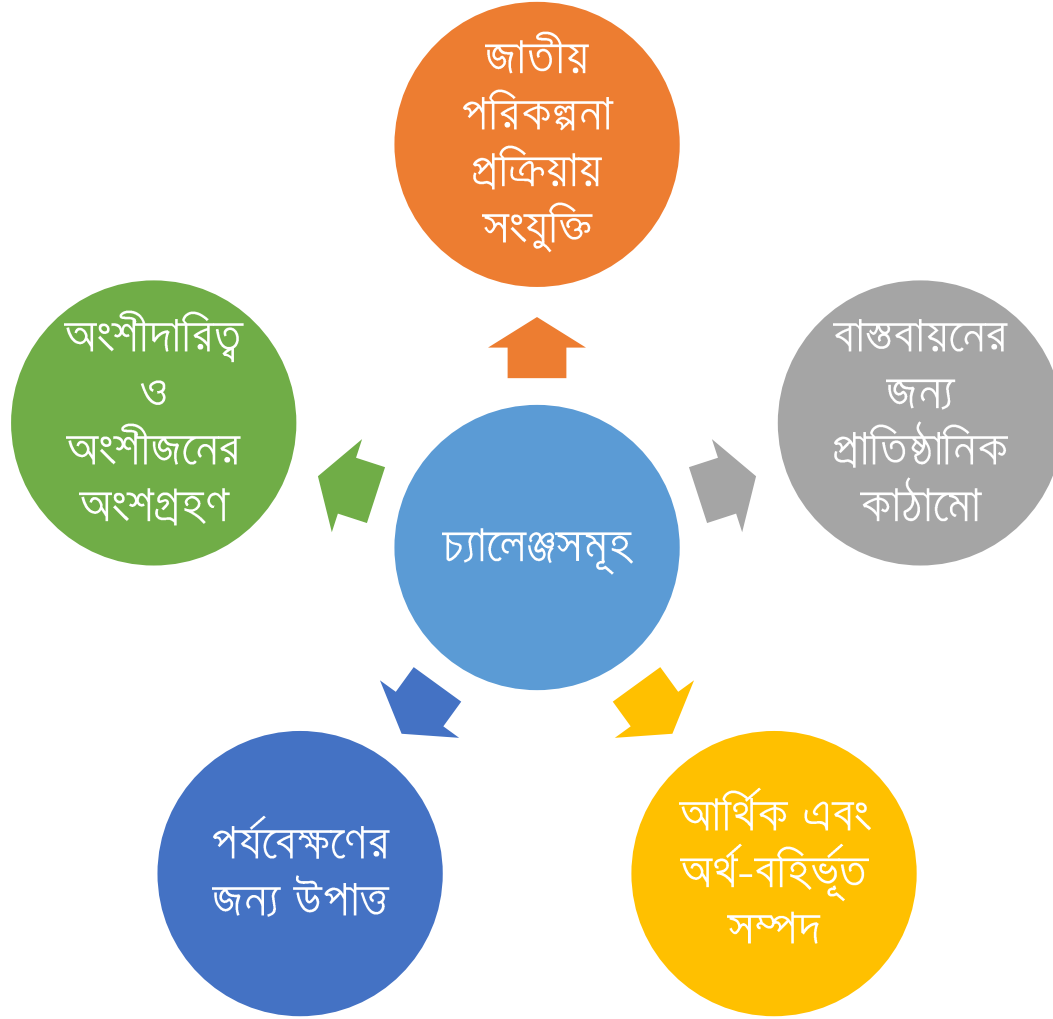 জাতীয়
পরিকল্পনা
প্রক্রিয়ায়
সংযুক্তি
অংশীদারিত্ব
ও
অংশীজনের
অংশগ্রহণ
বাস্তবায়নের
জন্য
প্রাতিষ্ঠানিক
কাঠামো
চ্যালেঞ্জসমূহ
পর্যবেক্ষণের
জন্য উপাত্ত
আর্থিক এবং
অর্থ-বহির্ভূত
সম্পদ